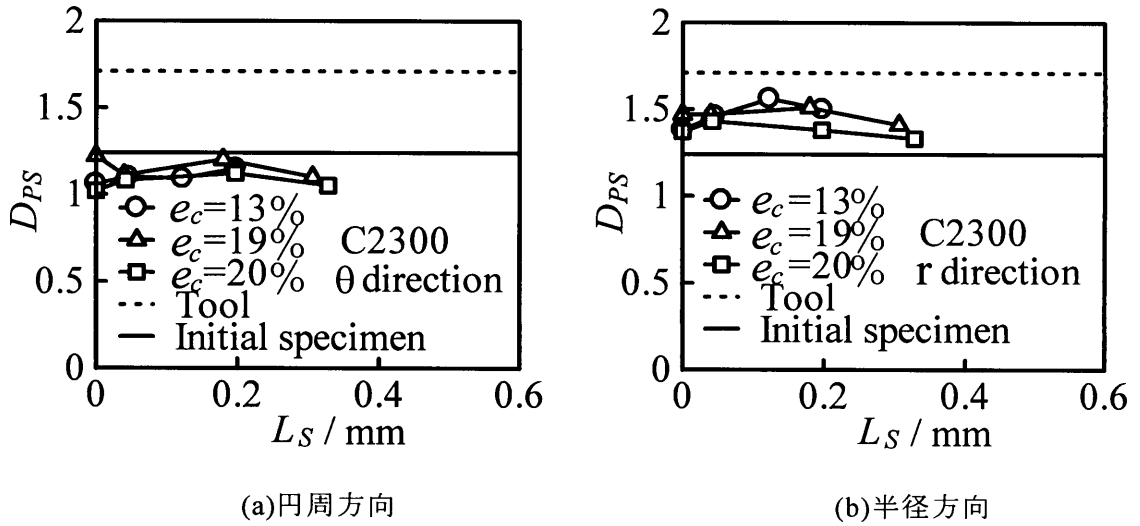 2
1.5
1
0.5
0
D_PS
e_c=13%
e_c=19% C2300
e_c=20% θ direction
Tool
Initial specimen
0 0.2 0.4 0.6
L_S / mm
(a)円周方向
2
1.5
1
0.5
0
D_PS
e_c=13%
e_c=19% C2300
e_c=20% r direction
Tool
Initial specimen
0 0.2 0.4 0.6
L_S / mm
(b)半径方向